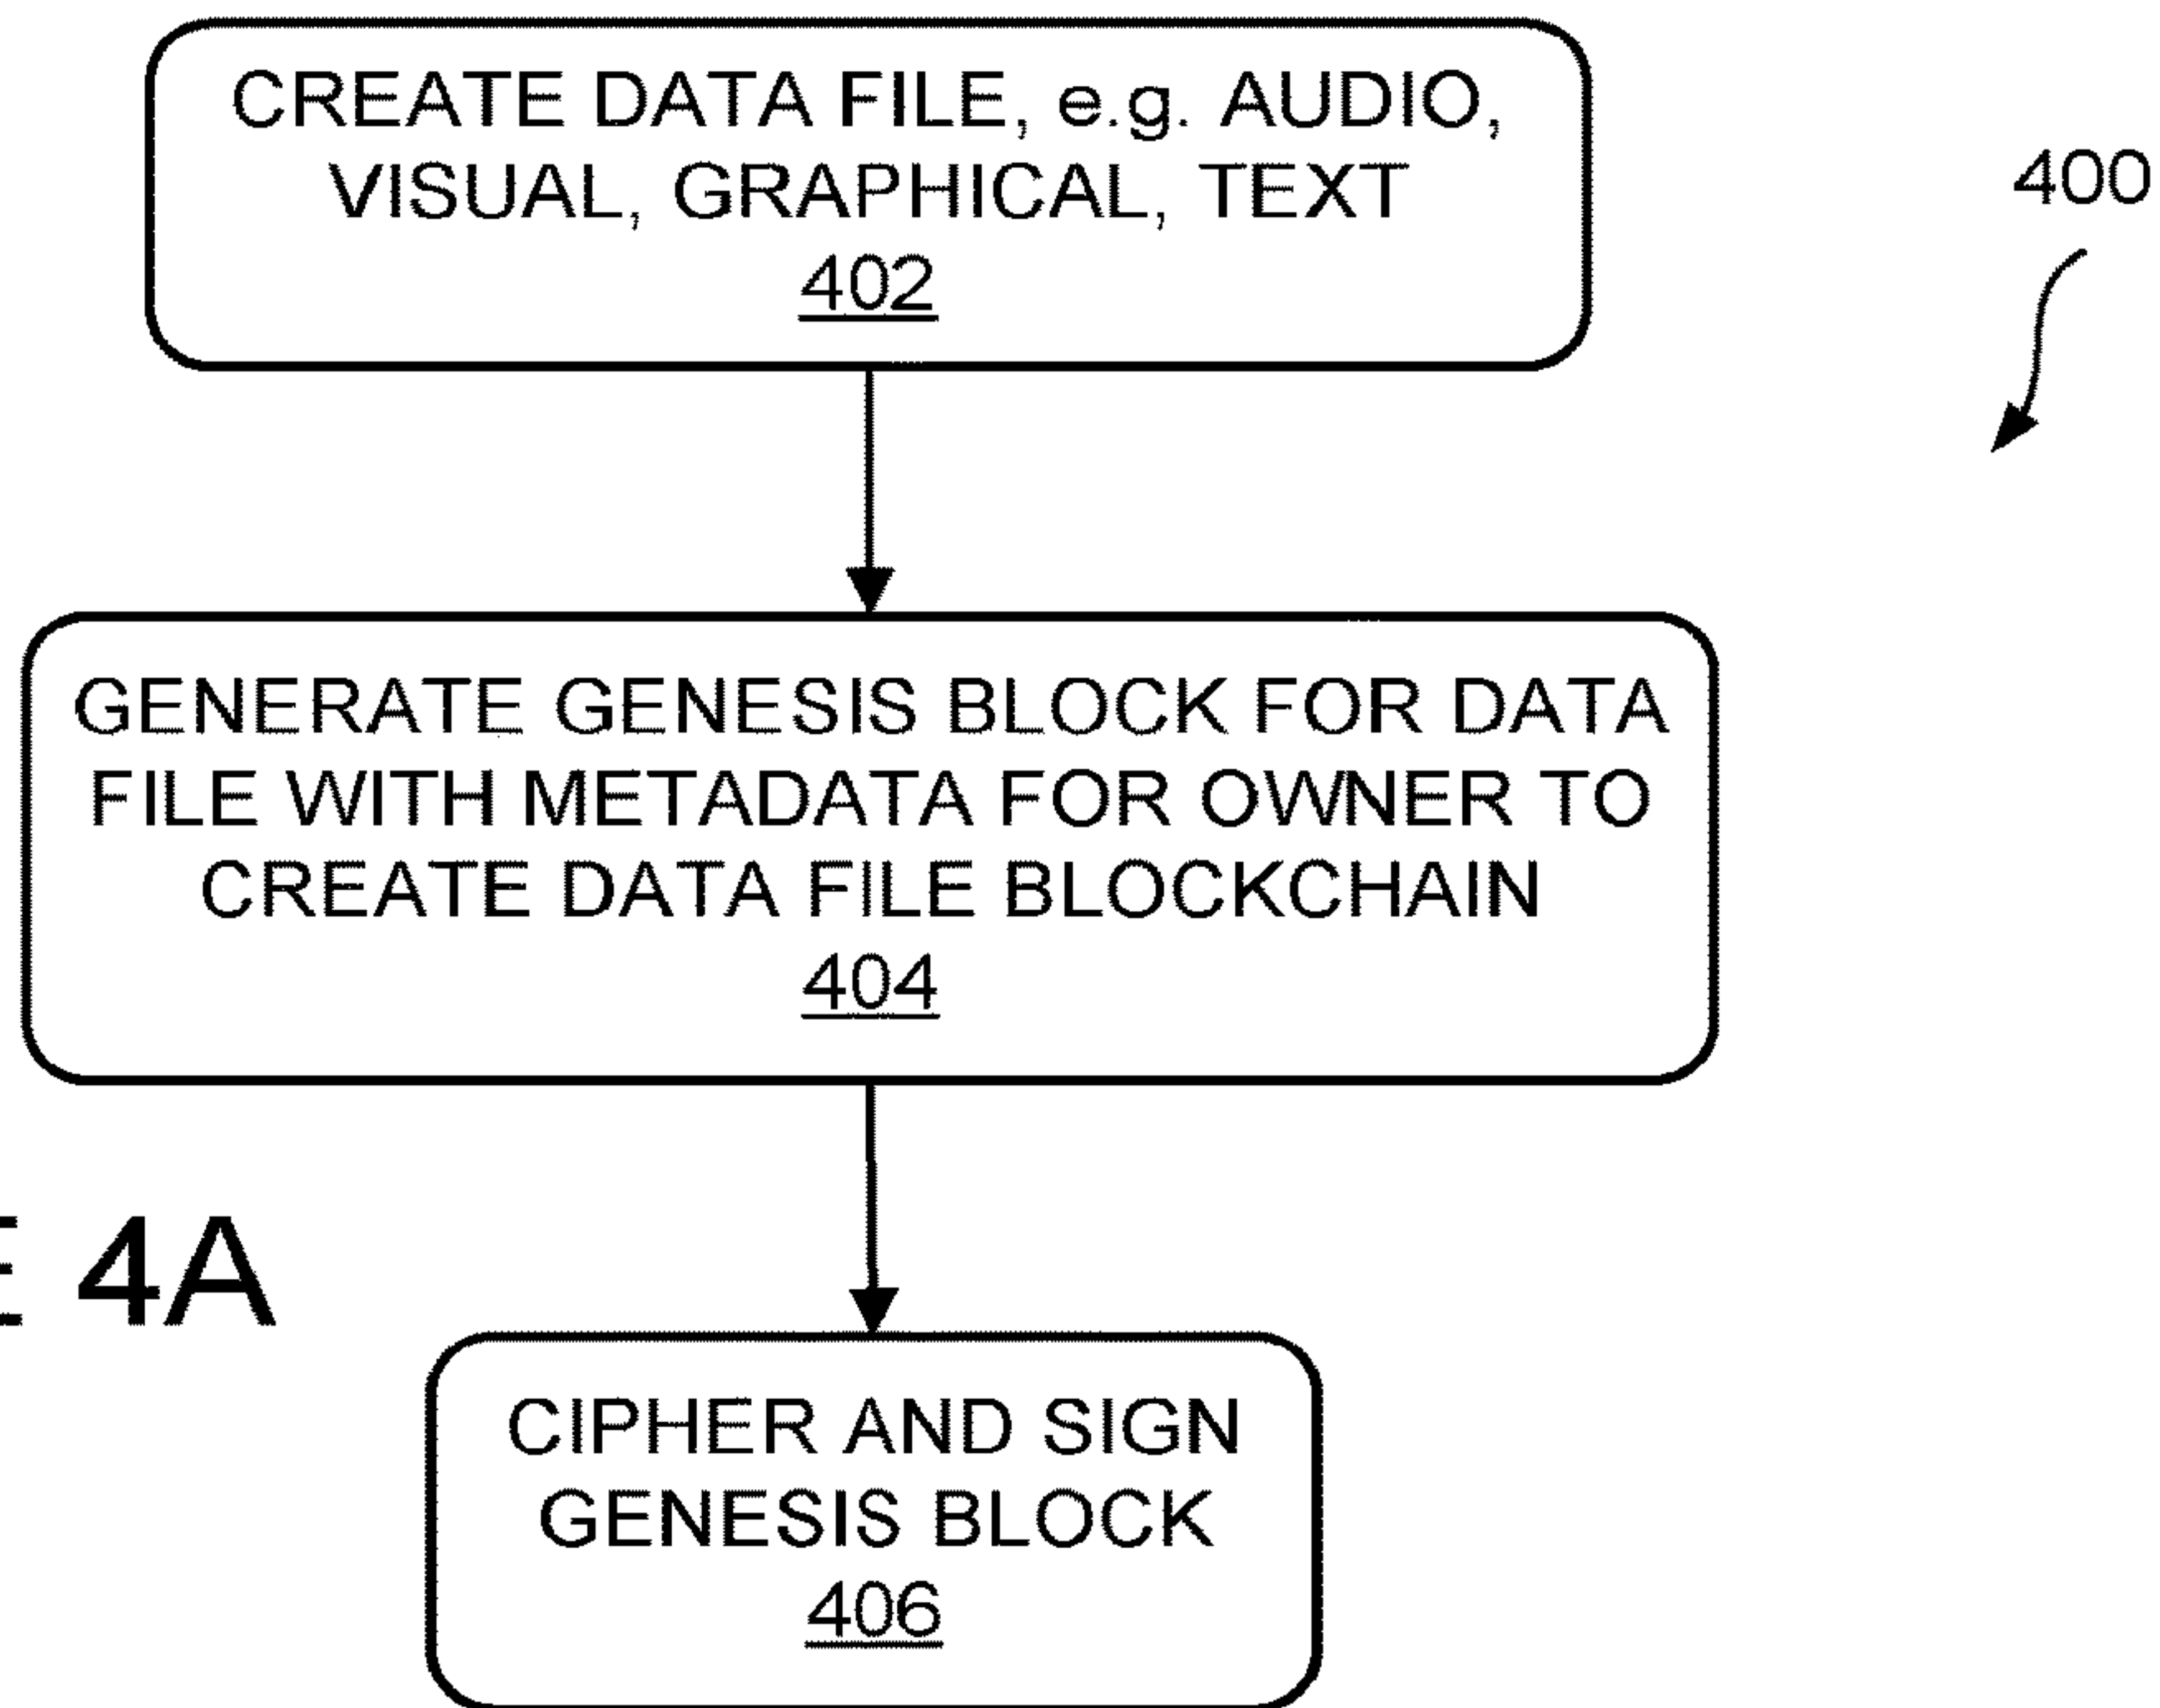 CREATE DATA FILE, e.g. AUDIO,
VISUAL, GRAPHICAL, TEXT
402
400
GENERATE GENESIS BLOCK FOR DATA
FILE WITH METADATA FOR OWNER TO
CREATE DATA FILE BLOCKCHAIN
404
E 4A
CIPHER AND SIGN
GENESIS BLOCK
406